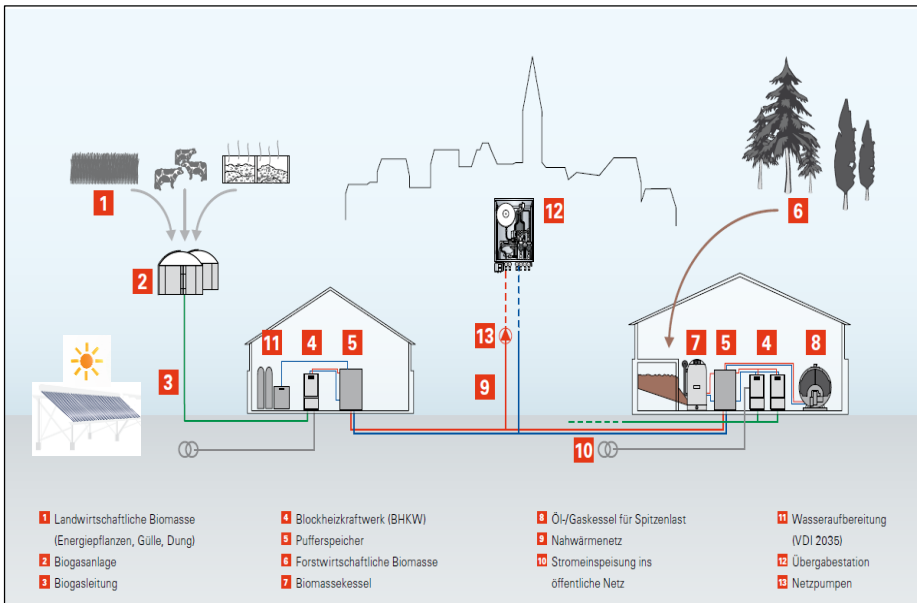 1
2
3
11
4
5
12
13
9
6
7
5
4
8
10
1 Landwirtschaftliche Biomasse
(Energiepflanzen, Gülle, Dung)
2 Biogasanlage
3 Biogasleitung
4 Blockheizkraftwerk (BHKW)
5 Pufferspeicher
6 Forstwirtschaftliche Biomasse
7 Biomassekessel
8 Öl-/Gaskessel für Spitzenlast
9 Nahwärmenetz
10 Stromeinspeisung ins
öffentliche Netz
11 Wasseraufbereitung
(VDI 2035)
12 Übergabestation
13 Netzpumpen